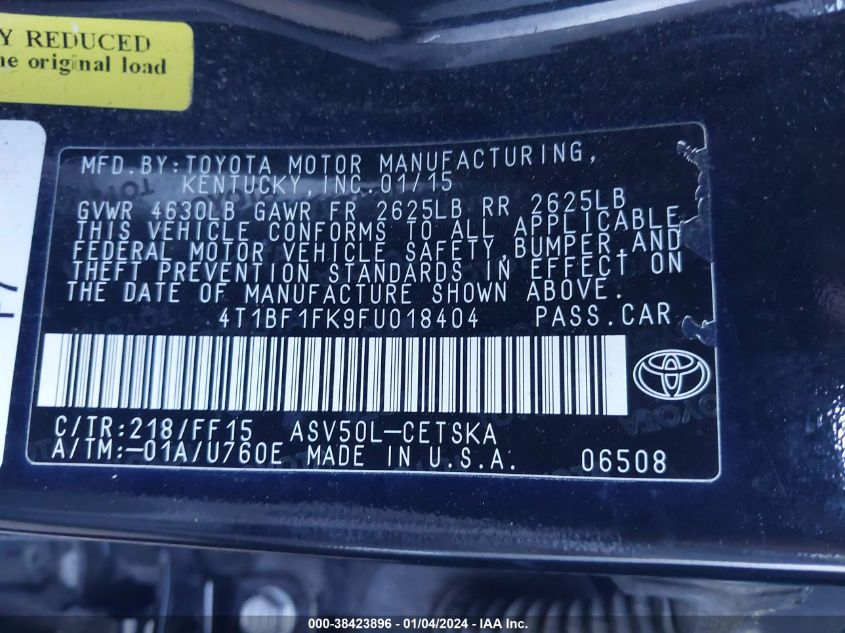 Y REDUCED
he original load
MFD.BY:TOYOTA MOTOR MANUFACTURING,
KENTUCKY,INC.01/15
GVWR 4630LB GAWR FR 2625LB RR 2625LB
THIS VEHICLE CONFORMS TO ALL APPLICABLE
FEDERAL MOTOR VEHICLE SAFETY,BUMPER,AND
THEFT PREVENTION STANDARDS IN EFFECT ON
THE DATE OF MANUFACTURE SHOWN ABOVE.
4T1BF1FK9FU018404 PASS.CAR
C/TR:218/FF15 ASV50L-CETSKA
A/TM:-01A/U760E MADE IN U.S.A. 06508
000-38423896 - 01/04/2024 - IAA Inc.